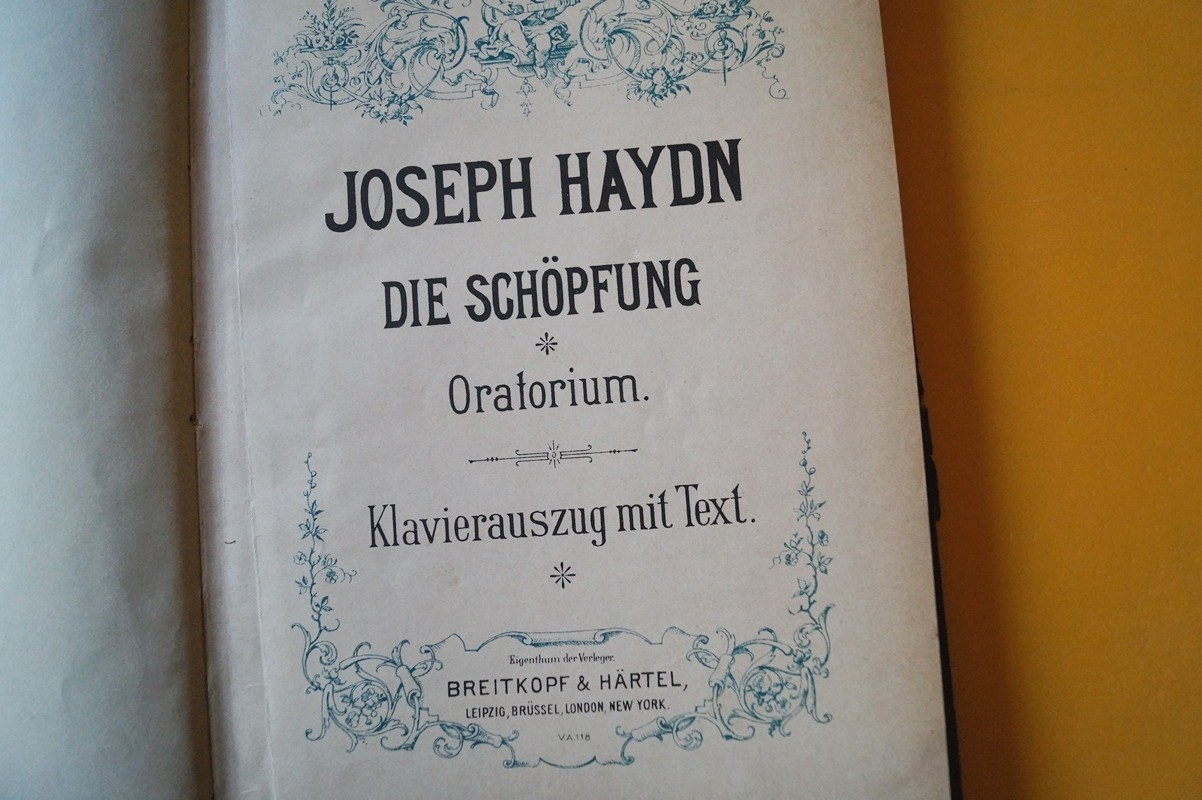 JOSEPH HAYDN
DIE SCHÖPFUNG
Oratorium.
Klavierauszug mit Text.
Eigenthum der Verleger.
BREITKOPF & HÄRTEL,
LEIPZIG, BRÜSSEL, LONDON, NEW YORK.
V.A.118